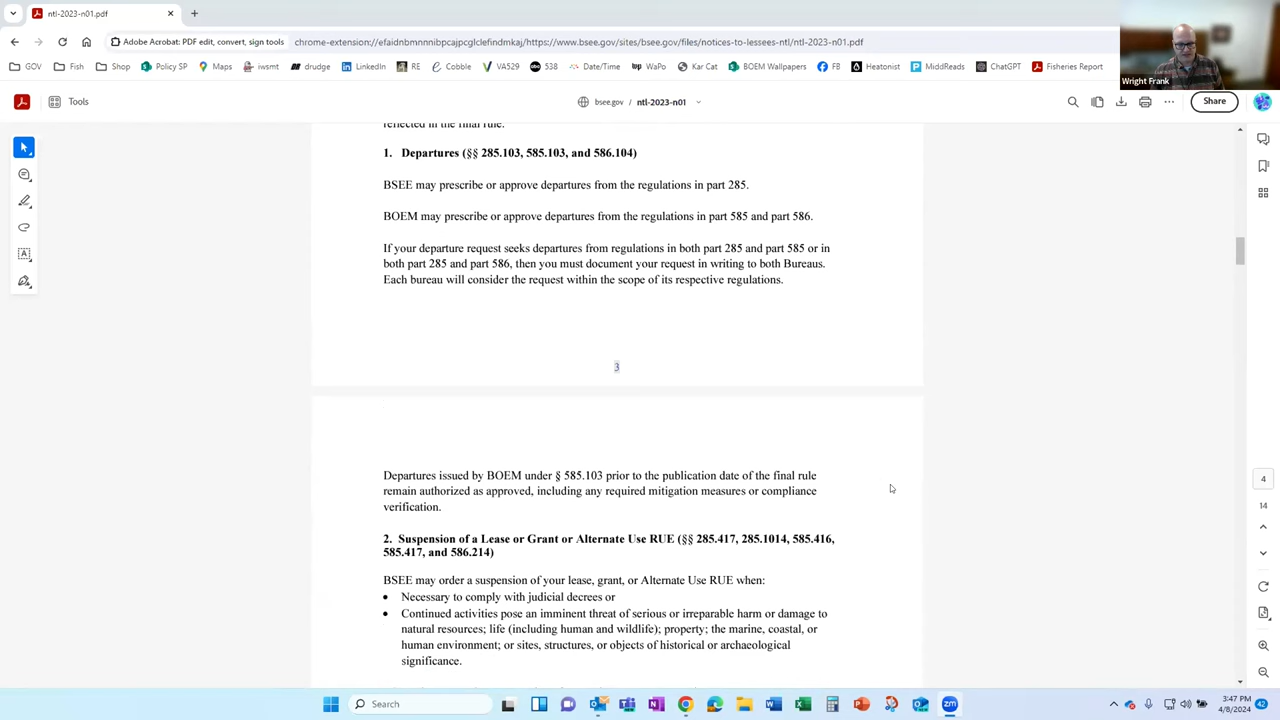 ntl-2023-n01.pdf
Adobe Acrobat: PDF edit, convert, sign tools
chrome-extension://efaidnbmnnnibpcajpcglclefindmkaj/https://www.bsee.gov/sites/bsee.gov/files/notices-to-lessees-ntl/ntl-2023-n01.pdf
GOV Fish Shop Policy SP Maps iwsmt drudge LinkedIn RE Cobble VA529 538 Date/Time WaPo Kar Cat BOEM Wallpapers FB Heatonist MiddReads ChatGPT Fisheries Report
Wright Frank
Tools
bsee.gov / ntl-2023-n01
Share
reflected in the final rule.
1. Departures (§§ 285.103, 585.103, and 586.104)
BSEE may prescribe or approve departures from the regulations in part 285.
BOEM may prescribe or approve departures from the regulations in part 585 and part 586.
If your departure request seeks departures from regulations in both part 285 and part 585 or in
both part 285 and part 586, then you must document your request in writing to both Bureaus.
Each bureau will consider the request within the scope of its respective regulations.
3
Departures issued by BOEM under § 585.103 prior to the publication date of the final rule
remain authorized as approved, including any required mitigation measures or compliance
verification.
2. Suspension of a Lease or Grant or Alternate Use RUE (§§ 285.417, 285.1014, 585.416,
585.417, and 586.214)
BSEE may order a suspension of your lease, grant, or Alternate Use RUE when:
• Necessary to comply with judicial decrees or
• Continued activities pose an imminent threat of serious or irreparable harm or damage to
natural resources; life (including human and wildlife); property; the marine, coastal, or
human environment; or sites, structures, or objects of historical or archaeological
significance.
4
14
Search
zm
3:47 PM
4/8/2024
42